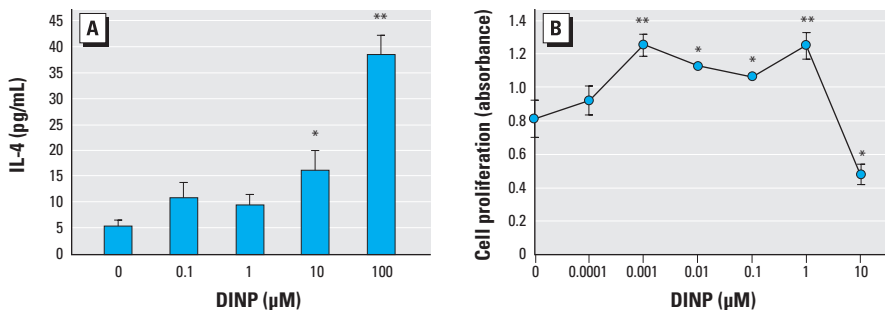 A
IL-4 (pg/mL)
45
40
35
30
25
20
15
10
5
0
**
*
0 0.1 1 10 100
DINP (µM)
B
Cell proliferation (absorbance)
1.4
1.2
1.0
0.8
0.6
0.4
0.2
0
** * * ** *
0 0.0001 0.001 0.01 0.1 1 10
DINP (µM)